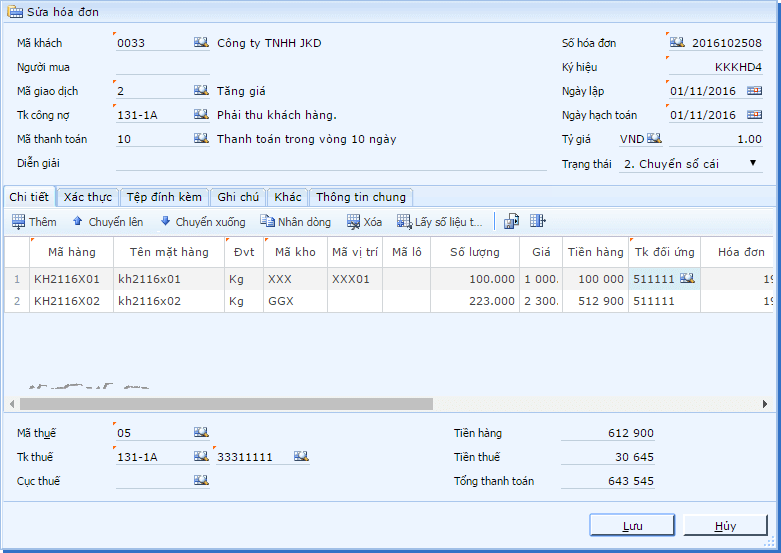 Sửa hóa đơn
Mã khách 0033 Công ty TNHH JKD Số hóa đơn 2016102508
Người mua Ký hiệu KKKHD4
Mã giao dịch 2 Tăng giá Ngày lập 01/11/2016
Tk công nợ 131-1A Phải thu khách hàng. Ngày hạch toán 01/11/2016
Mã thanh toán 10 Thanh toán trong vòng 10 ngày Tỷ giá VND 1.00
Diễn giải Trạng thái 2. Chuyển sổ cái
Chi tiết Xác thực Tệp đính kèm Ghi chú Khác Thông tin chung
Thêm Chuyển lên Chuyển xuống Nhân dòng Xóa Lấy số liệu t...
Mã hàng Tên mặt hàng Đvt Mã kho Mã vị trí Mã lô Số lượng Giá Tiền hàng Tk đối ứng Hóa đơn
1 KH2116X01 kh2116x01 Kg XXX XXX01 100.000 1 000. 100 000 511111 19
2 KH2116X02 kh2116x02 Kg GGX 223.000 2 300. 512 900 511111 19
Mã thuế 05 Tiền hàng 612 900
Tk thuế 131-1A 33311111 Tiền thuế 30 645
Cục thuế Tổng thanh toán 643 545
Lưu Hủy